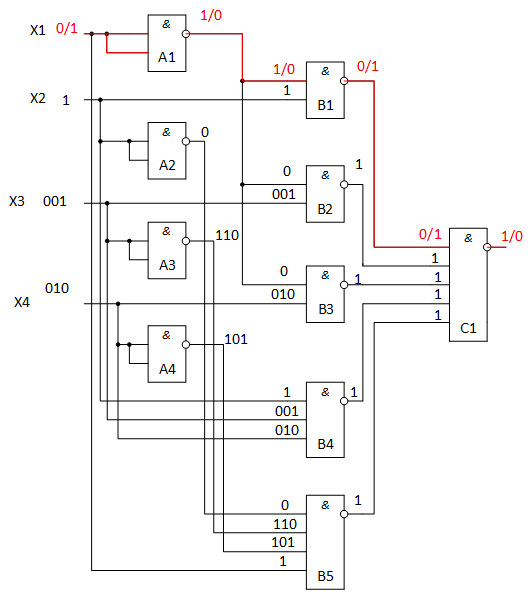 X1 0/1 & 1/0
A1
1/0 & 0/1
X2 1 1 B1
& 0
A2
0 & 1
X3 001 001 B2
& 110
A3
0/1 & 1/0
1
0 & 1 1
X4 010 010 B3 1
& 101 1 C1
A4
1 & 1
001
010 B4
0 & 1
110
101
1 B5